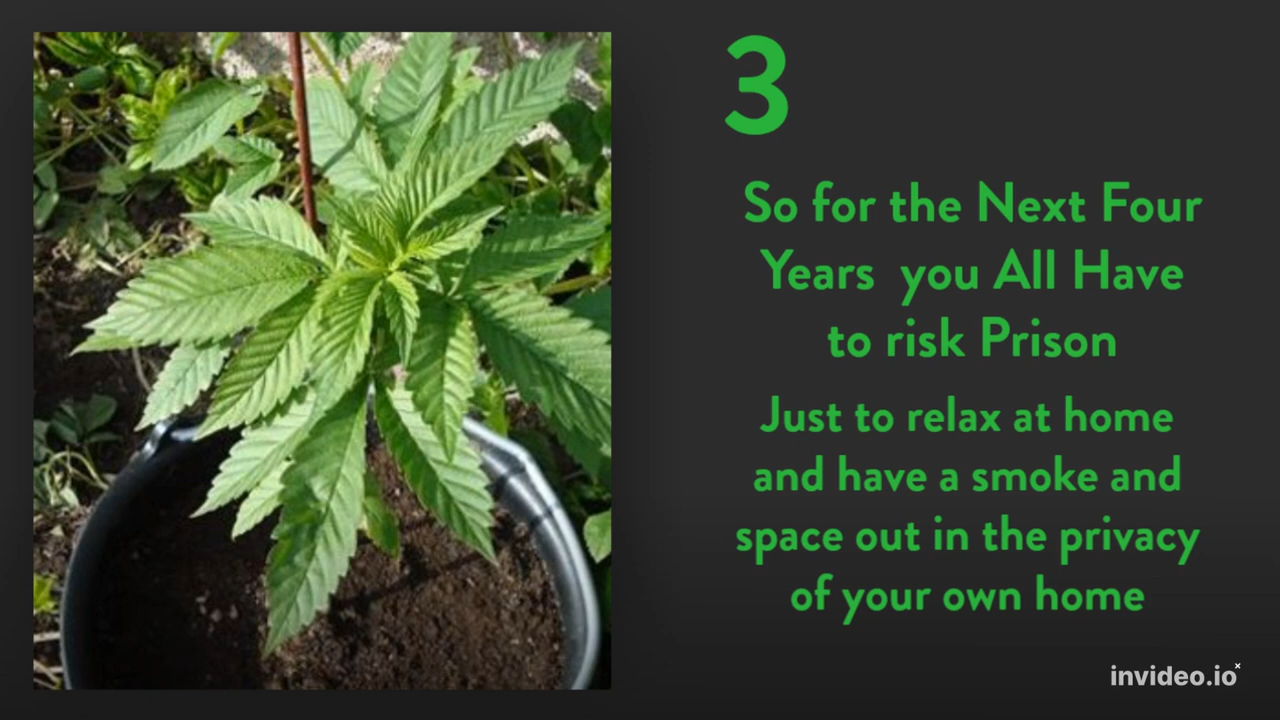 3
So for the Next Four
Years you All Have
to risk Prison
Just to relax at home
and have a smoke and
space out in the privacy
of your own home
invideo.io